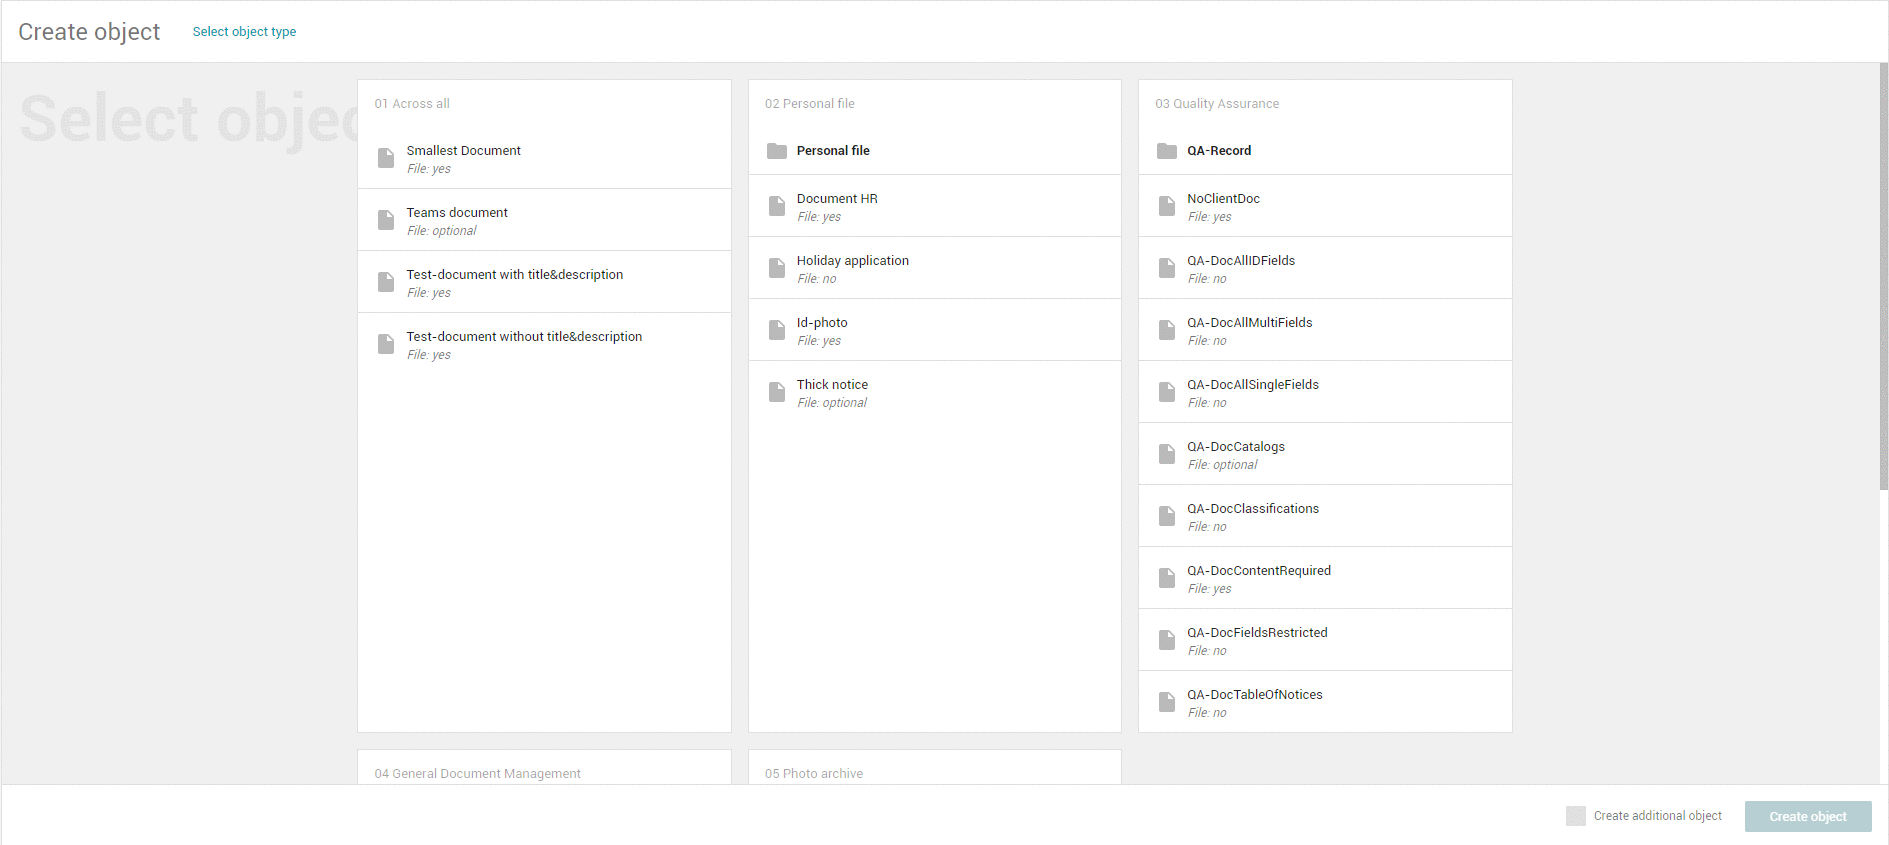 Create object
Select object type
Select objec
01 Across all
Smallest Document
File: yes
Teams document
File: optional
Test-document with title&description
File: yes
Test-document without title&description
File: yes
02 Personal file
Personal file
Document HR
File: yes
Holiday application
File: no
Id-photo
File: yes
Thick notice
File: optional
03 Quality Assurance
QA-Record
NoClientDoc
File: yes
QA-DocAllIDFields
File: no
QA-DocAllMultiFields
File: no
QA-DocAllSingleFields
File: no
QA-DocCatalogs
File: optional
QA-DocClassifications
File: no
QA-DocContentRequired
File: yes
QA-DocFieldsRestricted
File: no
QA-DocTableOfNotices
File: no
04 General Document Management
05 Photo archive
Create additional object
Create object